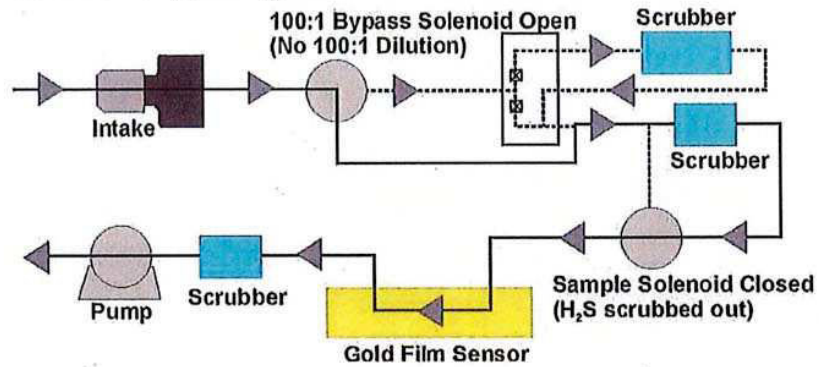 100:1 Bypass Solenoid Open
(No 100:1 Dilution)
Scrubber
Intake
Scrubber
Pump
Scrubber
Sample Solenoid Closed
(H₂S scrubbed out)
Gold Film Sensor